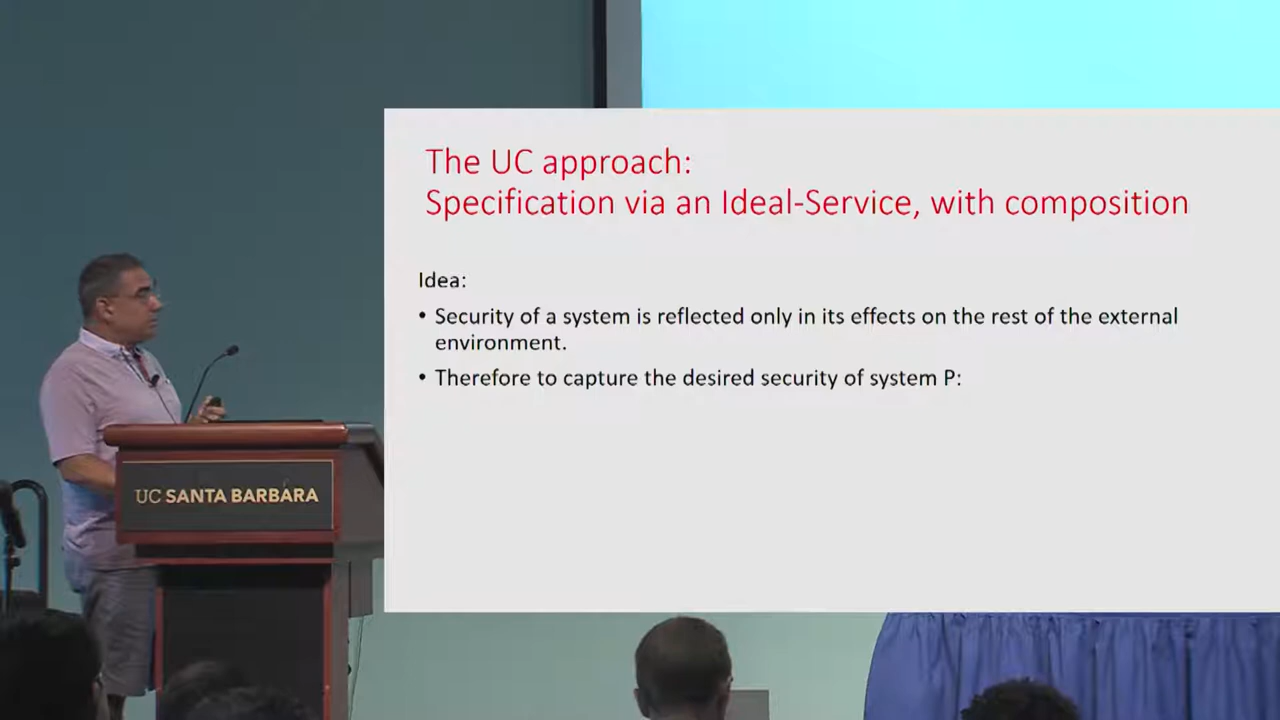 The UC approach:
Specification via an Ideal-Service, with composition
Idea:
• Security of a system is reflected only in its effects on the rest of the external
environment.
• Therefore to capture the desired security of system P:
UC SANTA BARBARA